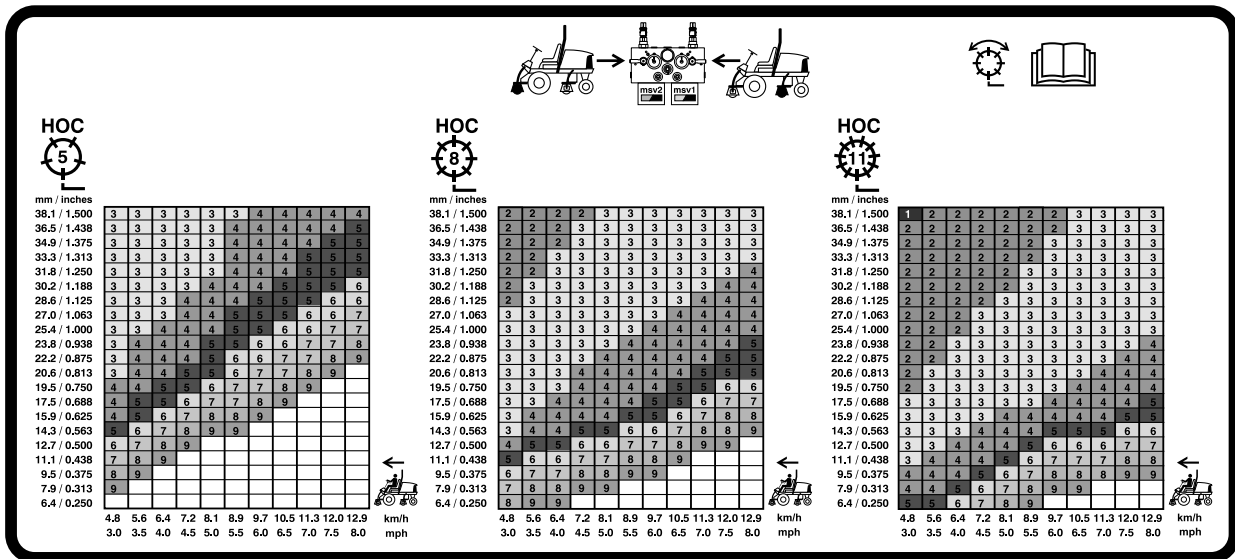 msv2 msv1
HOC
5
mm / inches
38.1 / 1.500 3 3 3 3 3 3 4 4 4 4 4
36.5 / 1.438 3 3 3 3 3 4 4 4 4 4 5
34.9 / 1.375 3 3 3 3 3 4 4 4 4 5 5
33.3 / 1.313 3 3 3 3 3 4 4 4 5 5 5
31.8 / 1.250 3 3 3 3 3 4 4 4 5 5 5
30.2 / 1.188 3 3 3 3 4 4 4 5 5 5 6
28.6 / 1.125 3 3 3 4 4 4 5 5 5 6 6
27.0 / 1.063 3 3 3 4 4 5 5 5 6 6 7
25.4 / 1.000 3 3 4 4 4 5 5 6 6 7 7
23.8 / 0.938 3 4 4 4 5 5 6 6 7 7 8
22.2 / 0.875 3 4 4 4 5 6 6 7 7 8 9
20.6 / 0.813 3 4 4 5 5 6 7 7 8 9
19.5 / 0.750 4 4 5 5 6 7 7 8 9
17.5 / 0.688 4 5 5 6 7 7 8 9
15.9 / 0.625 4 5 6 7 8 8 9
14.3 / 0.563 5 6 7 8 9 9
12.7 / 0.500 6 7 8 9
11.1 / 0.438 7 8 9
9.5 / 0.375 8 9
7.9 / 0.313 9
6.4 / 0.250
4.8 5.6 6.4 7.2 8.1 8.9 9.7 10.5 11.3 12.0 12.9 km/h
3.0 3.5 4.0 4.5 5.0 5.5 6.0 6.5 7.0 7.5 8.0 mph
HOC
8
mm / inches
38.1 / 1.500 2 2 2 2 3 3 3 3 3 3 3
36.5 / 1.438 2 2 2 3 3 3 3 3 3 3 3
34.9 / 1.375 2 2 2 3 3 3 3 3 3 3 3
33.3 / 1.313 2 2 3 3 3 3 3 3 3 3 3
31.8 / 1.250 2 2 3 3 3 3 3 3 3 3 4
30.2 / 1.188 2 3 3 3 3 3 3 3 3 4 4
28.6 / 1.125 2 3 3 3 3 3 3 3 4 4 4
27.0 / 1.063 3 3 3 3 3 3 3 4 4 4 4
25.4 / 1.000 3 3 3 3 3 3 4 4 4 4 4
23.8 / 0.938 3 3 3 3 3 3 4 4 4 4 5
22.2 / 0.875 3 3 3 3 4 4 4 4 4 5 5
20.6 / 0.813 3 3 3 3 4 4 4 4 5 5 5
19.5 / 0.750 3 3 3 4 4 4 4 5 5 6 6
17.5 / 0.688 3 3 3 4 4 4 5 5 6 6 7
15.9 / 0.625 3 4 4 4 4 5 5 6 7 8 8
14.3 / 0.563 3 4 4 5 5 6 6 7 7 8 8
12.7 / 0.500 4 5 5 6 6 7 7 8 9 9
11.1 / 0.438 5 6 6 6 7 7 8 9
9.5 / 0.375 6 7 7 8 8 9 9
7.9 / 0.313 7 8 8 9 9
6.4 / 0.250 8 9 9
4.8 5.6 6.4 7.2 8.1 8.9 9.7 10.5 11.3 12.0 12.9 km/h
3.0 3.5 4.0 4.5 5.0 5.5 6.0 6.5 7.0 7.5 8.0 mph
HOC
11
mm / inches
38.1 / 1.500 1 2 2 2 2 2 2 3 3 3 3
36.5 / 1.438 2 2 2 2 2 2 2 3 3 3 3
34.9 / 1.375 2 2 2 2 2 2 3 3 3 3 3
33.3 / 1.313 2 2 2 2 2 2 3 3 3 3 3
31.8 / 1.250 2 2 2 2 2 3 3 3 3 3 3
30.2 / 1.188 2 2 2 2 2 3 3 3 3 3 3
28.6 / 1.125 2 2 2 2 3 3 3 3 3 3 3
27.0 / 1.063 2 2 2 3 3 3 3 3 3 3 3
25.4 / 1.000 2 2 2 3 3 3 3 3 3 3 3
23.8 / 0.938 2 2 3 3 3 3 3 3 3 3 4
22.2 / 0.875 2 2 3 3 3 3 3 3 3 4 4
20.6 / 0.813 2 3 3 3 3 3 3 3 3 4 4
19.5 / 0.750 2 3 3 3 3 3 3 4 4 4 4
17.5 / 0.688 3 3 3 3 3 3 4 4 4 4 5
15.9 / 0.625 3 3 3 3 4 4 4 4 4 5 5
14.3 / 0.563 3 3 3 4 4 4 5 5 5 6 6
12.7 / 0.500 3 3 4 4 4 5 5 6 6 7 7
11.1 / 0.438 3 4 4 4 5 6 6 7 7 8 8
9.5 / 0.375 4 4 4 5 6 7 7 8 8 9 9
7.9 / 0.313 4 4 5 6 7 8 9 9
6.4 / 0.250 5 5 6 7 8 9
4.8 5.6 6.4 7.2 8.1 8.9 9.7 10.5 11.3 12.0 12.9 km/h
3.0 3.5 4.0 4.5 5.0 5.5 6.0 6.5 7.0 7.5 8.0 mph